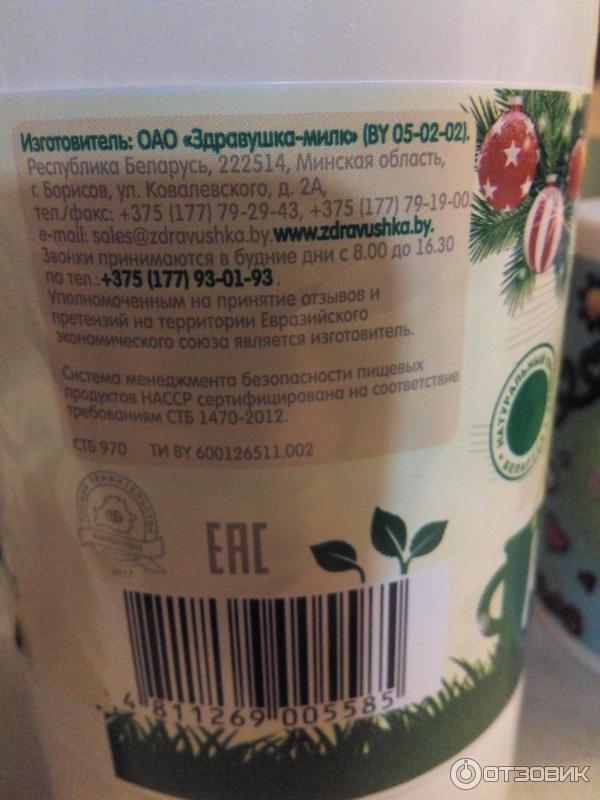 Изготовитель: ОАО «Здравушка-милк» (BY 05-02-02).
Республика Беларусь, 222514, Минская область,
г. Борисов, ул. Ковалевского, д. 2А,
тел./факс: +375 (177) 79-29-43, +375 (177) 79-19-00
e-mail: sales@zdravushka.by. www.zdravushka.by.
Звонки принимаются в будние дни с 8.00 до 16.30
по тел.:+375 (177) 93-01-93.
Уполномоченным на принятие отзывов и
претензий на территории Евразийского
экономического союза является изготовитель.
Система менеджмента безопасности пищевых
продуктов НАССР сертифицирована на соответствие
требованиям СТБ 1470-2012.
СТБ 970 ТИ BY 600126511.002
НАТУРАЛЬНЫЙ
EAC
4 811269 005585
ОТЗОВИК